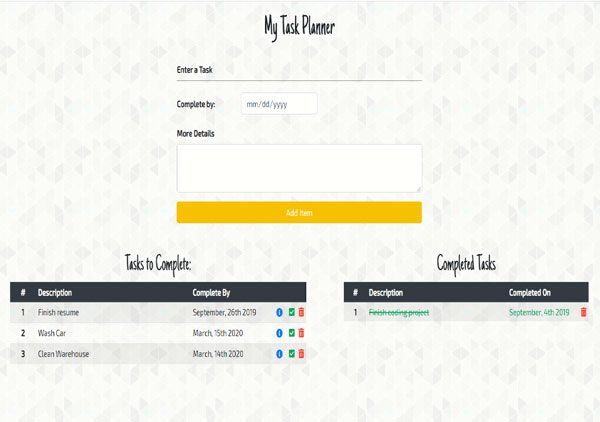 My Task Planner
Enter a Task
Complete by: mm/dd/yyyy
More Details
Add Item
Tasks to Complete:
# Description Complete By
1 Finish resume September, 26th 2019
2 Wash Car March, 15th 2020
3 Clean Warehouse March, 14th 2020
Completed Tasks
# Description Completed On
1 Finish coding project September, 4th 2019